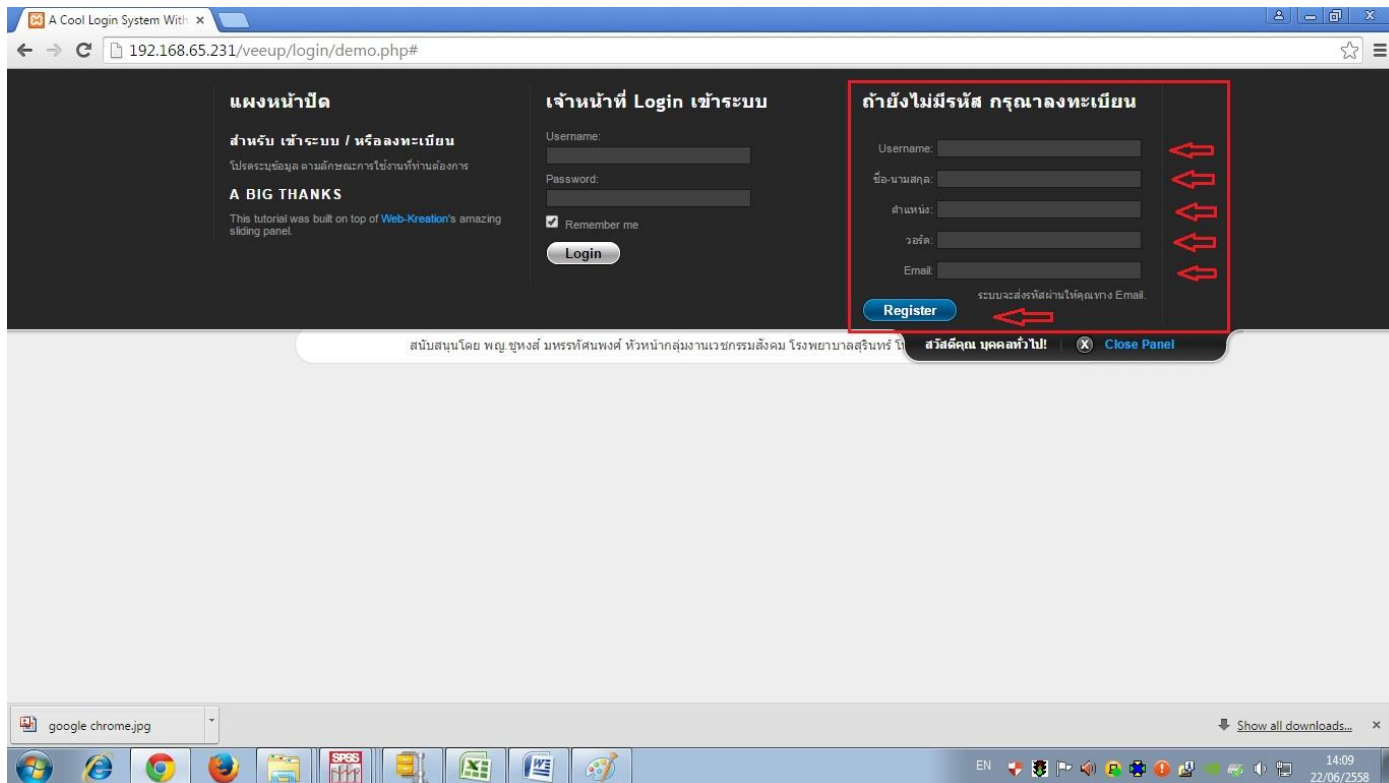 A Cool Login System With
192.168.65.231/veeup/login/demo.php#
แผงหน้าปัด
สำหรับ เข้าระบบ / หรือลงทะเบียน
โปรดระบุข้อมูล ตามลักษณะการใช้งานที่ท่านต้องการ
A BIG THANKS
This tutorial was built on top of Web-Kreation's amazing
sliding panel.
เจ้าหน้าที่ Login เข้าระบบ
Username:
Password:
Remember me
Login
ถ้ายังไม่มีรหัส กรุณาลงทะเบียน
Username:
ชื่อ-นามสกุล:
ตำแหน่ง:
วอร์ด:
Email:
ระบบจะส่งรหัสผ่านให้คุณทาง Email.
Register
สนับสนุนโดย พญ.ชุหงส์ มหรรทัศนพงศ์ หัวหน้ากลุ่มงานเวชกรรมสังคม โรงพยาบาลสุรินทร์
สวัสดีคุณ บุคคลทั่วไป! X Close Panel
google chrome.jpg
Show all downloads...
SPSS
EN
14:09
22/06/2558